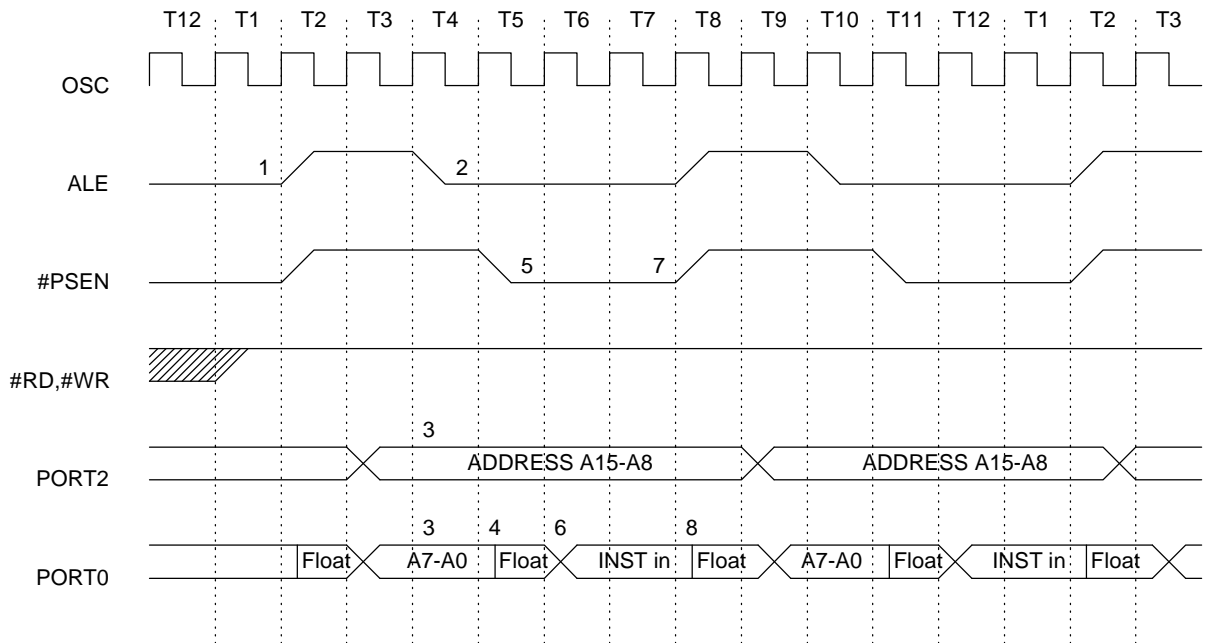 T12 T1 T2 T3 T4 T5 T6 T7 T8 T9 T10 T11 T12 T1 T2 T3
OSC
1 2
ALE
5 7
#PSEN
#RD,#WR
3
ADDRESS A15-A8 ADDRESS A15-A8
PORT2
3 4 6 8
Float A7-A0 Float INST in Float A7-A0 Float INST in Float
PORT0